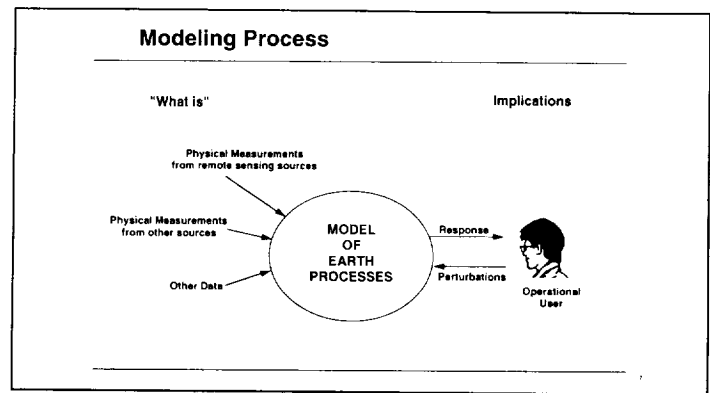 Modeling Process
"What is"
Implications
Physical Measurements
from remote sensing sources
Physical Measurements
from other sources
Other Data
MODEL
OF
EARTH
PROCESSES
Response
Perturbations
Operational
User